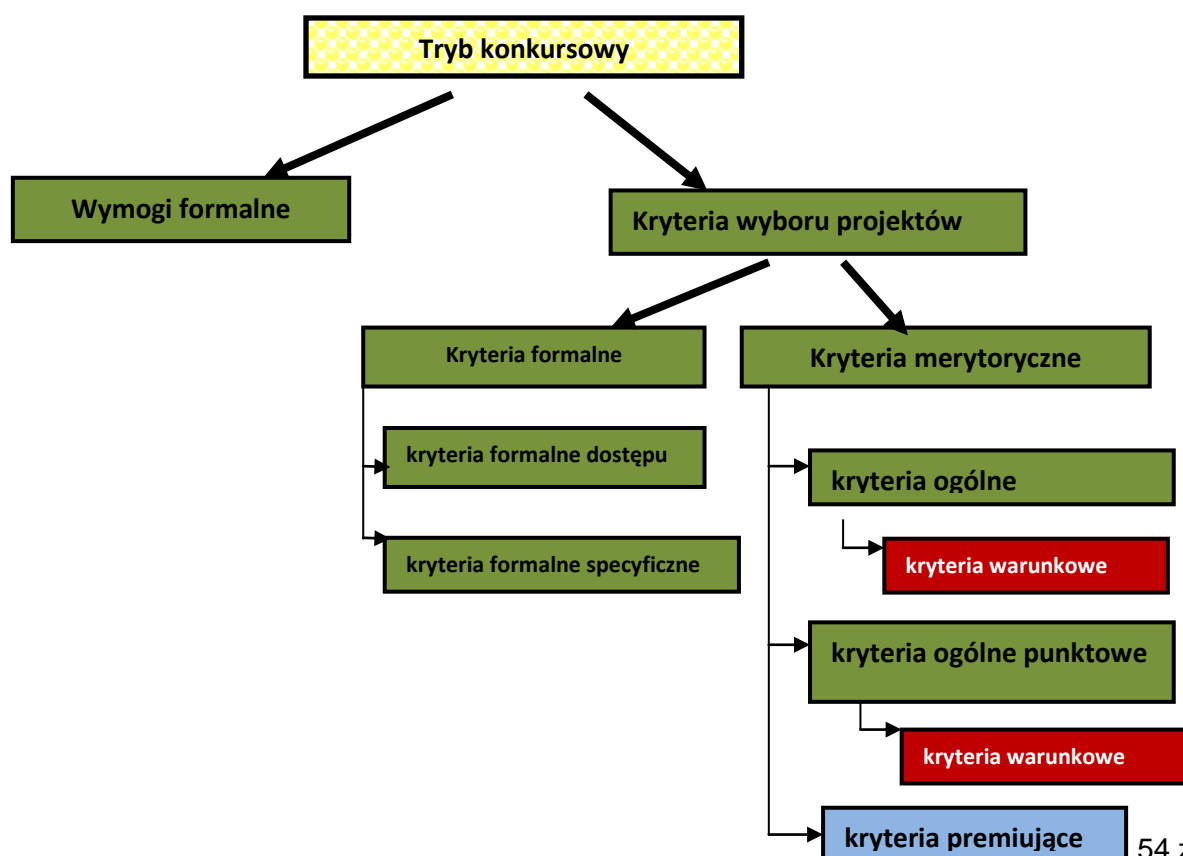 Tryb konkursowy
Wymogi formalne
Kryteria wyboru projektów
Kryteria formalne
Kryteria merytoryczne
kryteria formalne dostępu
kryteria ogólne
kryteria formalne specyficzne
kryteria warunkowe
kryteria ogólne punktowe
kryteria warunkowe
kryteria premiujące
54 z